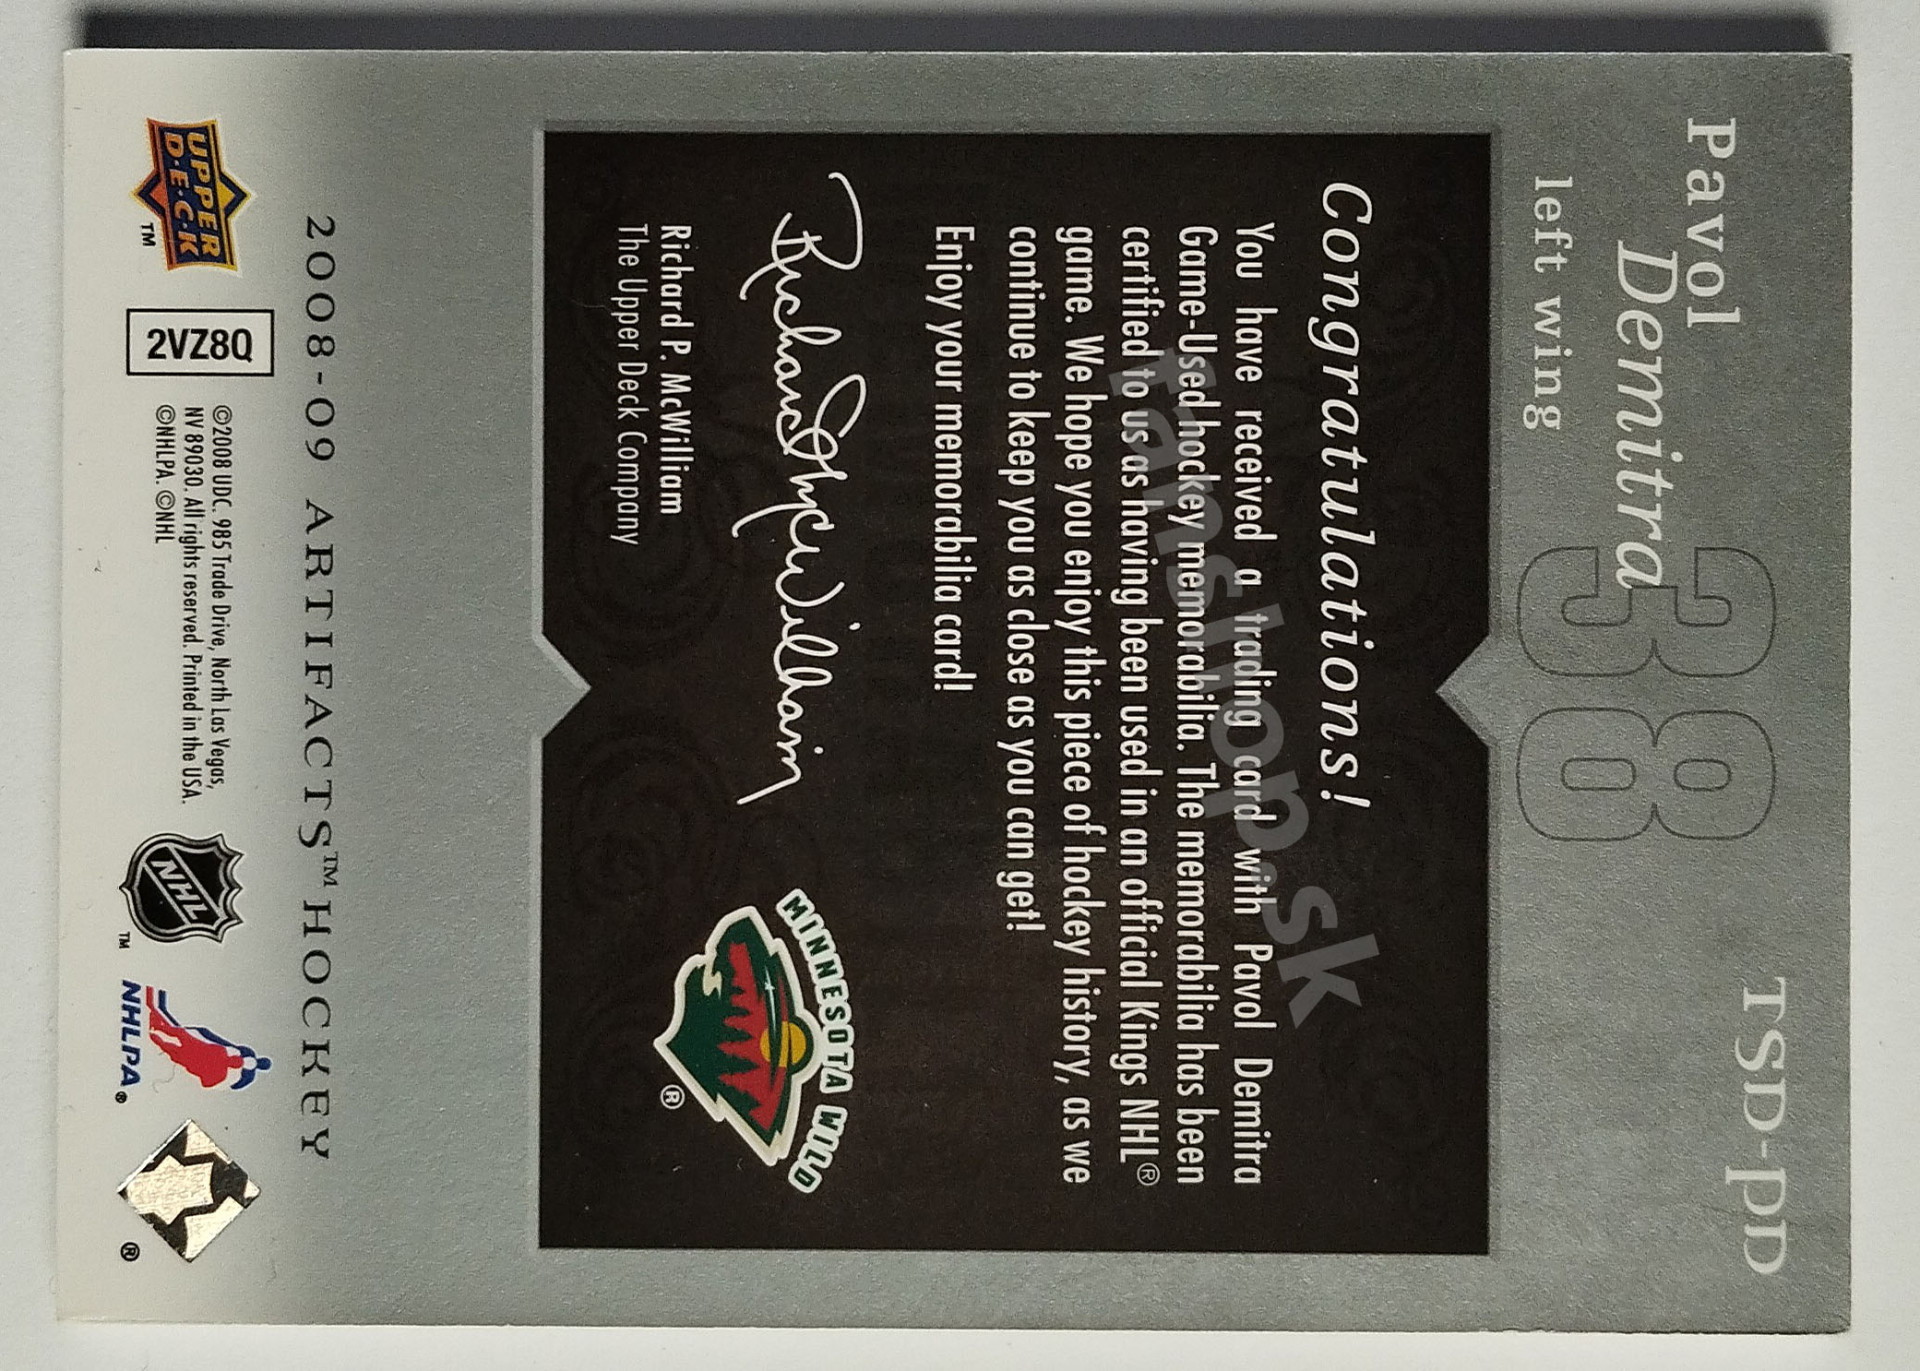 Pavol
Demitra
left wing
38
TSD-PD
Congratulations!
You have received a trading card with Pavol Demitra
Game-Used hockey memorabilia. The memorabilia has been
certified to us as having been used in an official Kings NHL®
game. We hope you enjoy this piece of hockey history, as we
continue to keep you as close as you can get!
Enjoy your memorabilia card!
Richard P. McWilliam
Richard P. McWilliam
The Upper Deck Company
MINNESOTA WILD
®
fanshop.sk
2008-09 ARTIFACTS™ HOCKEY
UPPER
D·E·C·K
TM
2VZ8Q
©2008 UDC. 985 Trade Drive, North Las Vegas,
NV 89030. All rights reserved. Printed in the USA.
©NHLPA. ©NHL
NHL
TM
NHLPA®
®